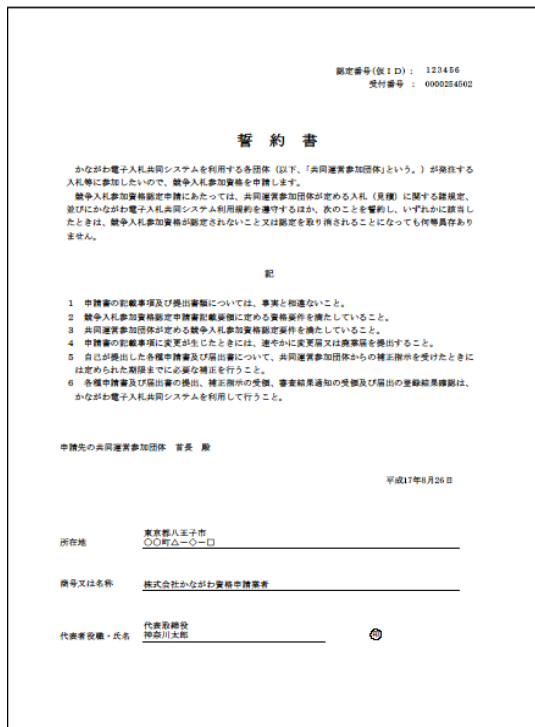 認定番号(仮ID)： 123456
受付番号 ： 0000254502
誓 約 書
かながわ電子入札共同システムを利用する各団体（以下、「共同運営参加団体」という。）が発注する
入札等に参加したいので、競争入札参加資格を申請します。
競争入札参加資格認定申請にあたっては、共同運営参加団体が定める入札（見積）に関する諸規定、
並びにかながわ電子入札共同システム利用規約を遵守するほか、次のことを誓約し、いずれかに該当し
たときは、競争入札参加資格が認定されないこと又は認定を取り消されることになっても何等異存あり
ません。
記
1 申請書の記載事項及び提出書類については、事実と相違ないこと。
2 競争入札参加資格認定申請書記載要領に定める資格要件を満たしていること。
3 共同運営参加団体が定める競争入札参加資格認定要件を満たしていること。
4 申請書の記載事項に変更が生じたときには、速やかに変更届又は廃業届を提出すること。
5 自己が提出した各種申請書及び届出書について、共同運営参加団体からの補正指示を受けたときに
は定められた期限までに必要な補正を行うこと。
6 各種申請書及び届出書の提出、補正指示の受領、審査結果通知の受領及び届出の登録結果確認は、
かながわ電子入札共同システムを利用して行うこと。
申請先の共同運営参加団体 首長 殿
平成17年8月26日
東京都八王子市
所在地 〇〇町△－◇－□
商号又は名称 株式会社かながわ資格申請業者
代表取締役
代表者役職・氏名 神奈川太郎 ㊞